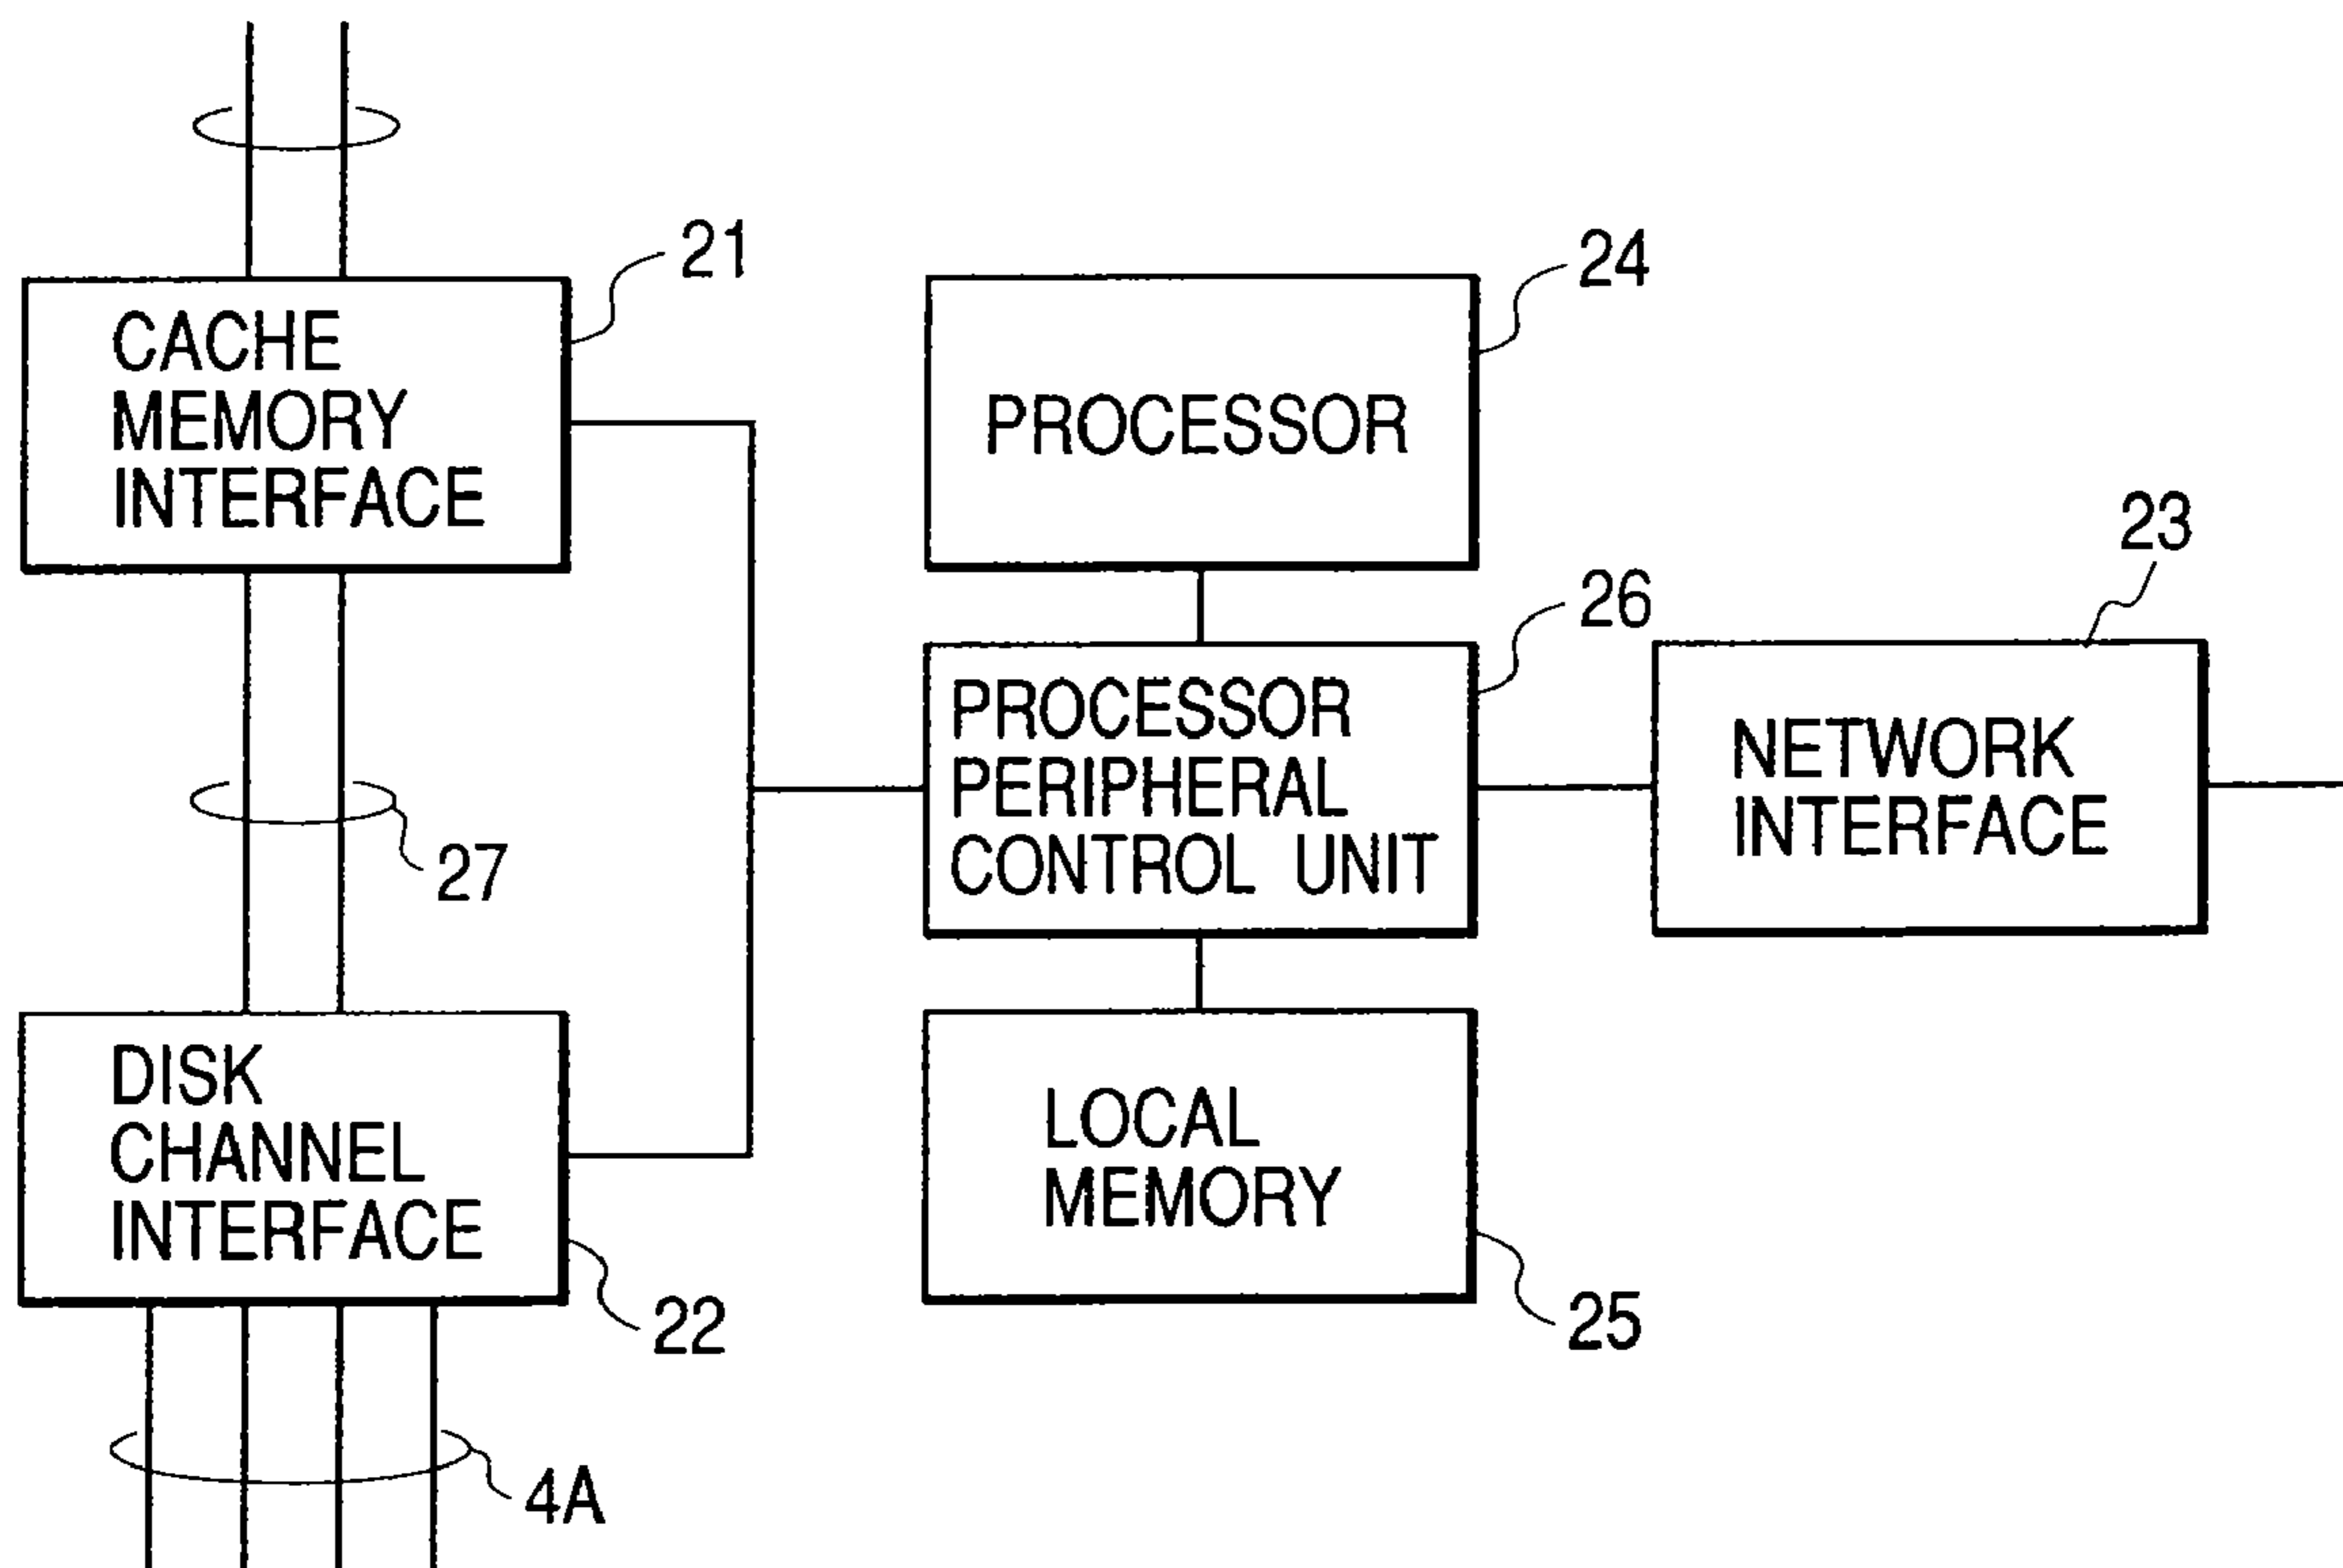 21
CACHE
MEMORY
INTERFACE
24
PROCESSOR
26
PROCESSOR
PERIPHERAL
CONTROL UNIT
23
NETWORK
INTERFACE
27
DISK
CHANNEL
INTERFACE
22
LOCAL
MEMORY
25
4A